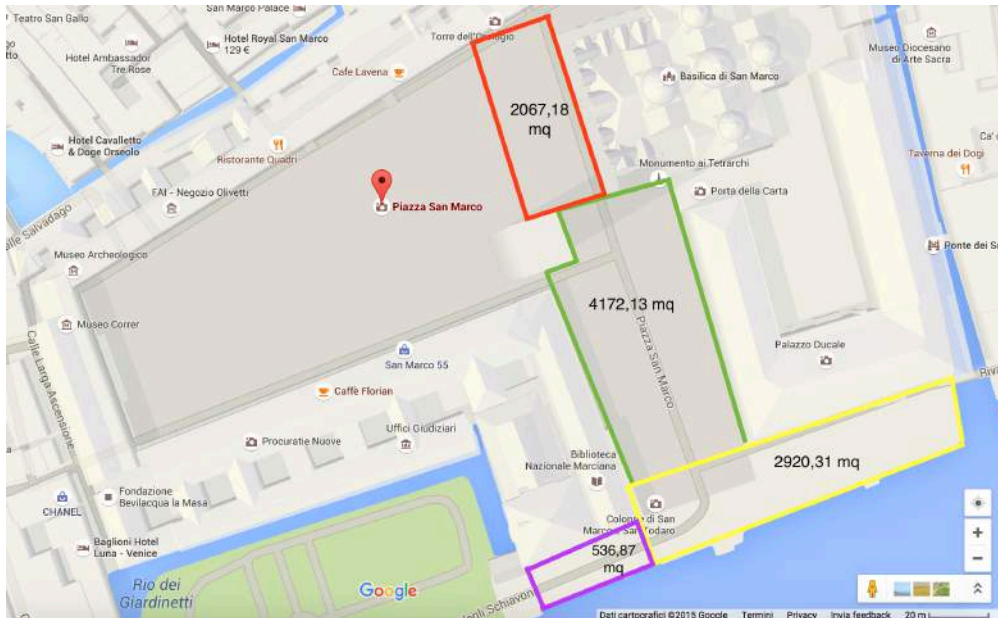 San Marco Palace
Teatro San Gallo
Hotel Royal San Marco
129 €
Torre dell'Orologio
Museo Diocesano
di Arte Sacra
Hotel Ambassador
Tre Rose
Cafe Lavena
Basilica di San Marco
2067,18
mq
Hotel Cavalletto
& Doge Orseolo
Ristorante Quadri
Monumento ai Tetrarchi
Taverna dei Dogi
FAI - Negozio Olivetti
Piazza San Marco
Porta della Carta
Calle Salvadago
Museo Archeologico
Ponte dei
4172,13 mq
Museo Correr
Piazza San Marco
Palazzo Ducale
San Marco 55
Calle Larga Ascensione
Caffè Florian
Uffici Giudiziari
Procuratie Nuove
Biblioteca
Nazionale Marciana
2920,31 mq
Fondazione
Bevilacqua la Masa
CHANEL
Colonne di San
Marco e San Todaro
Baglioni Hotel
Luna - Venice
536,87
mq
Rio dei
Giardinetti
Google
Dati cartografici ©2015 Google Termini Privacy Invia feedback 20 m